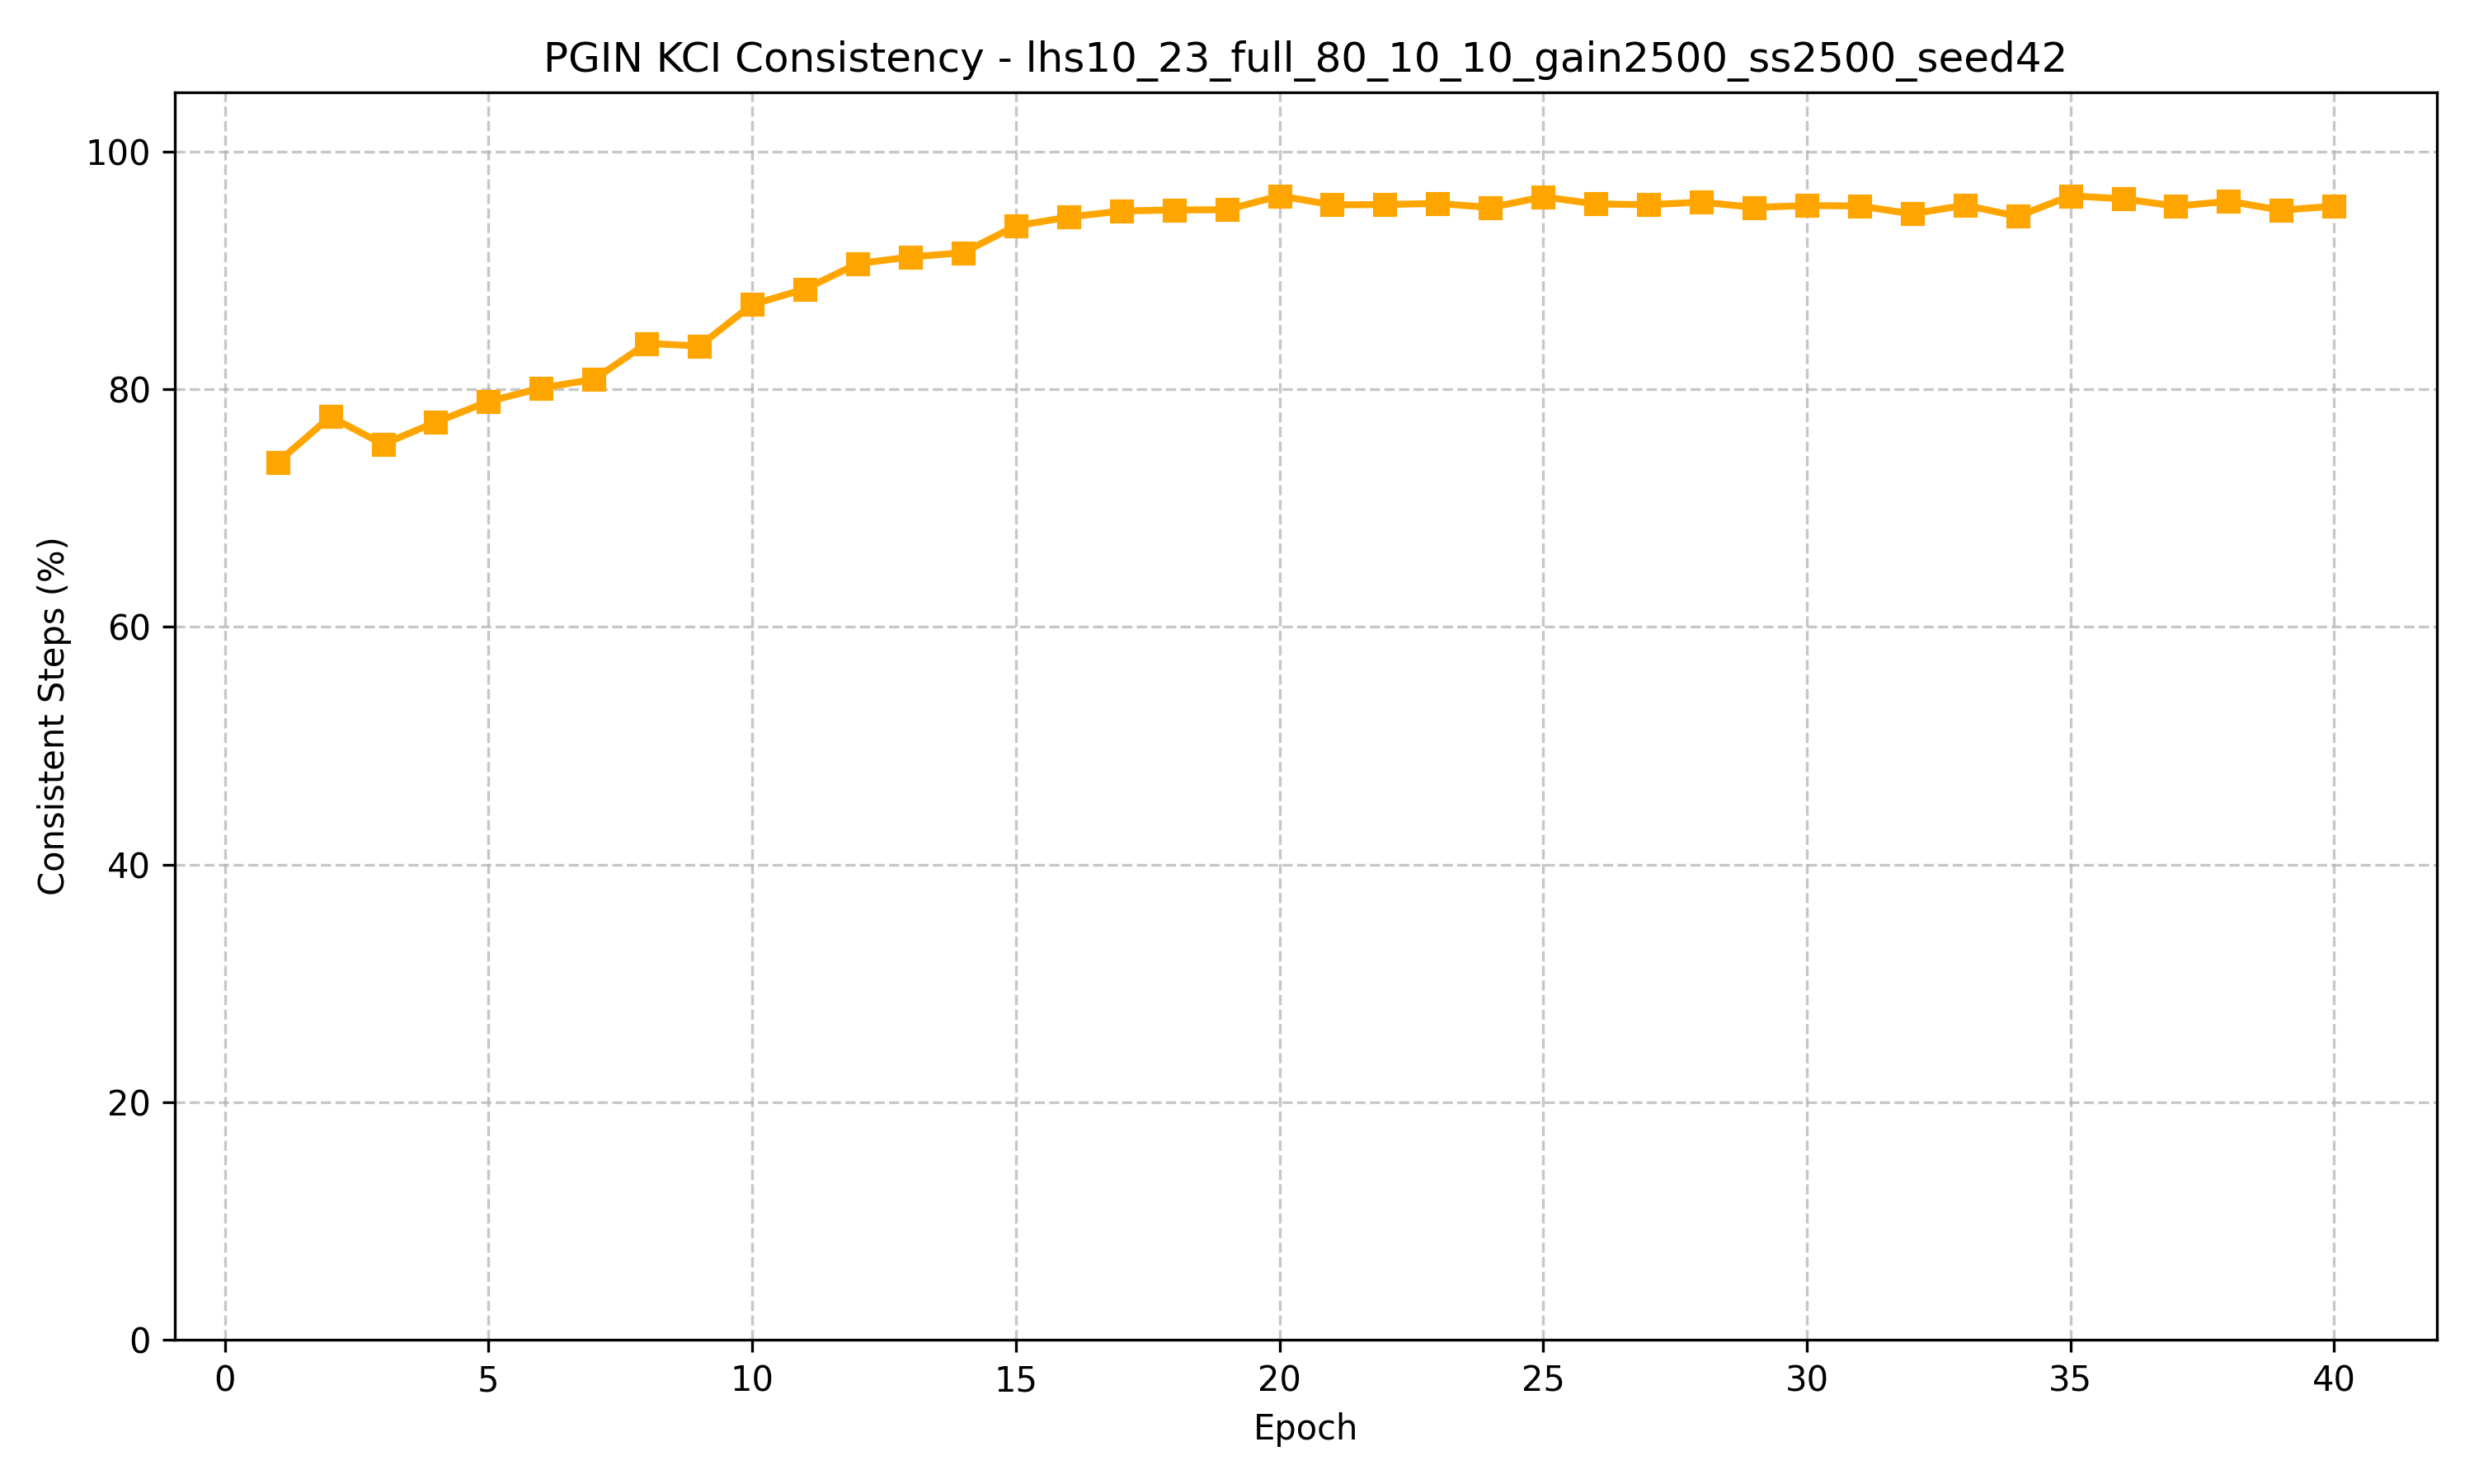 PGIN KCI Consistency - lhs10_23_full_80_10_10_gain2500_ss2500_seed42
Consistent Steps (%)
100
80
60
40
20
0
0 5 10 15 20 25 30 35 40
Epoch